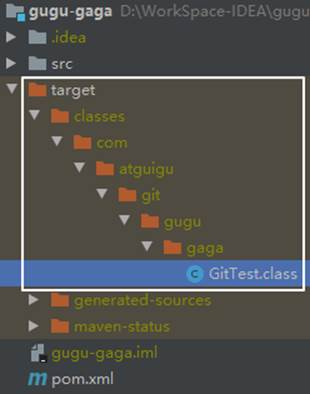 gugu-gaga D:\WorkSpace-IDEA\gugu
.idea
src
target
classes
com
atguigu
git
gugu
gaga
GitTest.class
generated-sources
maven-status
gugu-gaga.iml
pom.xml